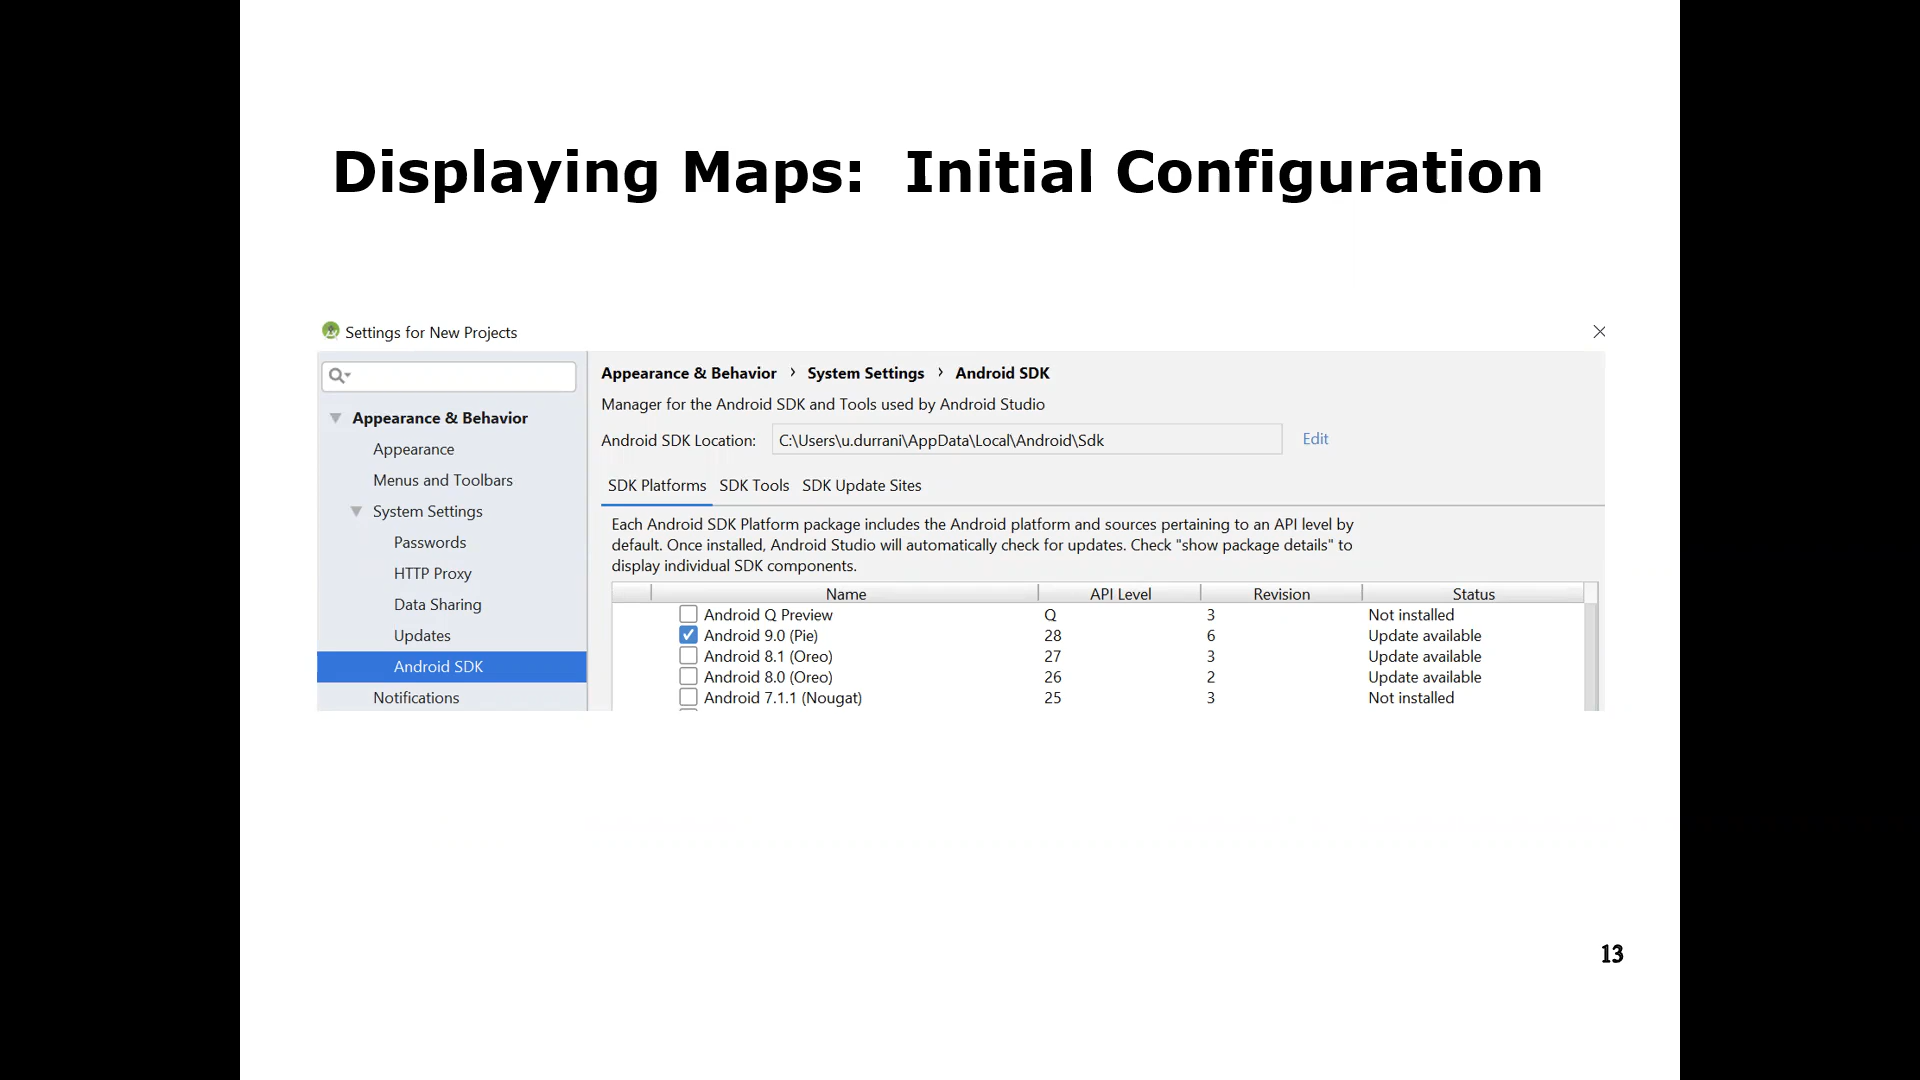 Displaying Maps:  Initial Configuration
Settings for New Projects
Appearance & Behavior
Appearance
Menus and Toolbars
System Settings
Passwords
HTTP Proxy
Data Sharing
Updates
Android SDK
Notifications
Appearance & Behavior › System Settings › Android SDK
Manager for the Android SDK and Tools used by Android Studio
Android SDK Location: C:\Users\u.durrani\AppData\Local\Android\Sdk Edit
SDK Platforms SDK Tools SDK Update Sites
Each Android SDK Platform package includes the Android platform and sources pertaining to an API level by
default. Once installed, Android Studio will automatically check for updates. Check "show package details" to
display individual SDK components.
Name API Level Revision Status
Android Q Preview Q 3 Not installed
Android 9.0 (Pie) 28 6 Update available
Android 8.1 (Oreo) 27 3 Update available
Android 8.0 (Oreo) 26 2 Update available
Android 7.1.1 (Nougat) 25 3 Not installed
13